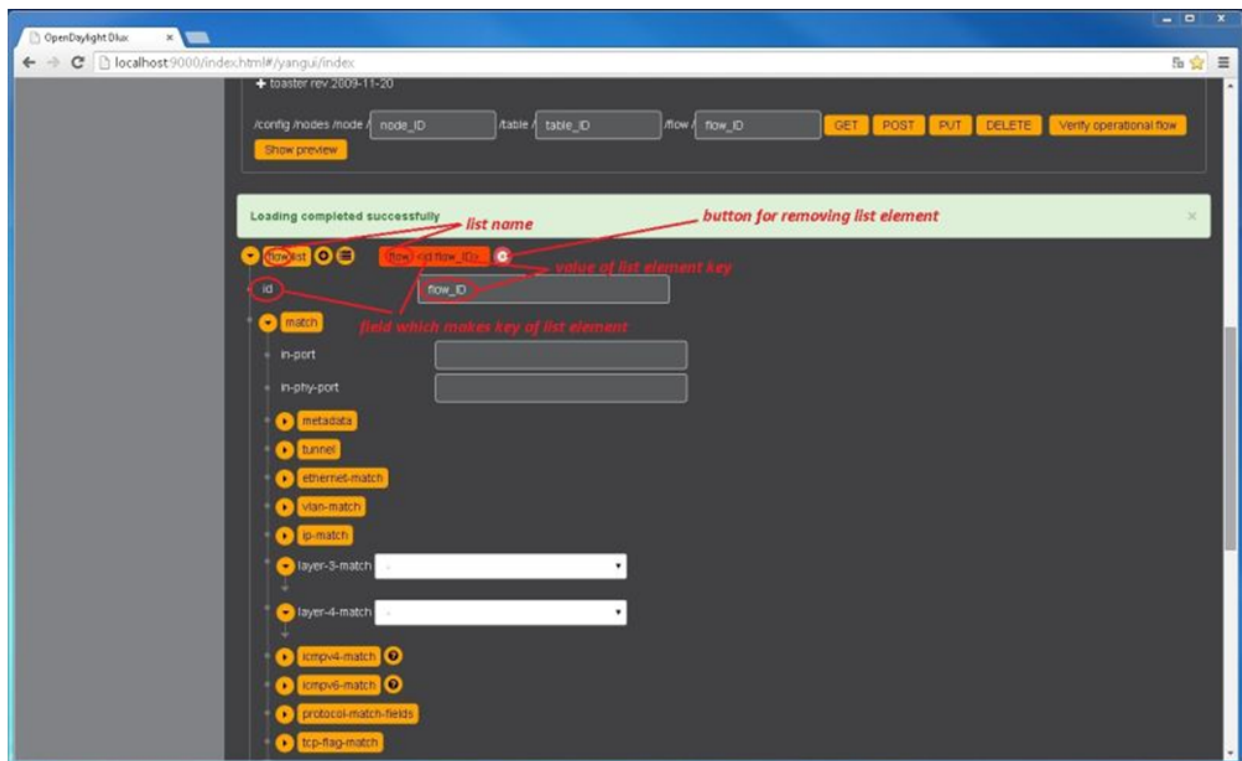 OpenDaylight Dlux
localhost:9000/index.html#/yangui/index
toaster rev.2009-11-20
/config /nodes /node / node_ID /table / table_ID /flow / flow_ID GET POST PUT DELETE Verify operational flow
Show preview
Loading completed successfully
list name
button for removing list element
flow list
flow <id:flow_ID>
value of list element key
id flow_ID
field which makes key of list element
match
in-port
in-phy-port
metadata
tunnel
ethernet-match
vlan-match
ip-match
layer-3-match
layer-4-match
icmpv4-match
icmpv6-match
protocol-match-fields
tcp-flag-match